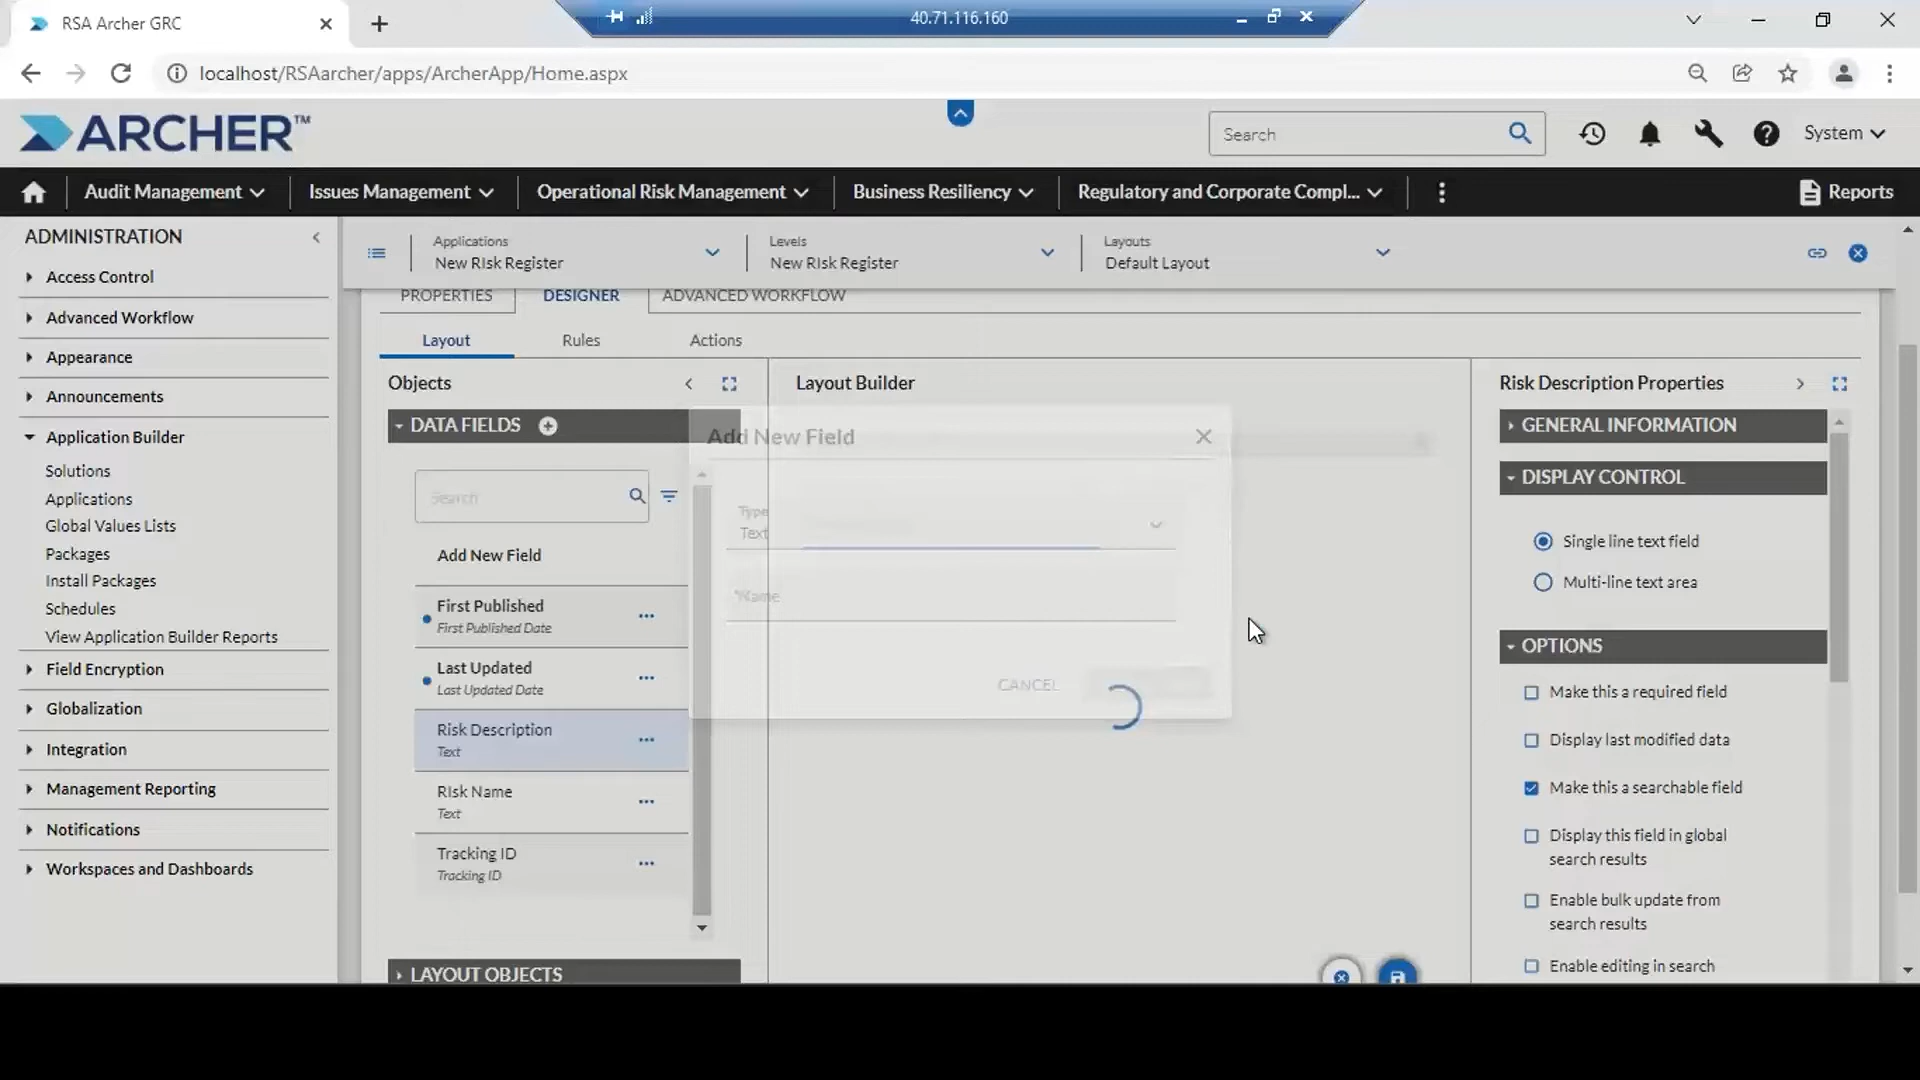 RSA Archer GRC
40.71.116.160
localhost/RSAarcher/apps/ArcherApp/Home.aspx
ARCHER™
Search
System
Audit Management
Issues Management
Operational Risk Management
Business Resiliency
Regulatory and Corporate Compl...
Reports
ADMINISTRATION
Access Control
Advanced Workflow
Appearance
Announcements
Application Builder
Solutions
Applications
Global Values Lists
Packages
Install Packages
Schedules
View Application Builder Reports
Field Encryption
Globalization
Integration
Management Reporting
Notifications
Workspaces and Dashboards
Applications
New RIsk Register
Levels
New RIsk Register
Layouts
Default Layout
PROPERTIES
DESIGNER
ADVANCED WORKFLOW
Layout
Rules
Actions
Objects
DATA FIELDS
Search
Add New Field
First Published
First Published Date
Last Updated
Last Updated Date
Risk Description
Text
RIsk Name
Text
Tracking ID
Tracking ID
LAYOUT OBJECTS
Layout Builder
Add New Field
Type
Text
*Name
CANCEL
Risk Description Properties
GENERAL INFORMATION
DISPLAY CONTROL
Single line text field
Multi-line text area
OPTIONS
Make this a required field
Display last modified data
Make this a searchable field
Display this field in global
search results
Enable bulk update from
search results
Enable editing in search